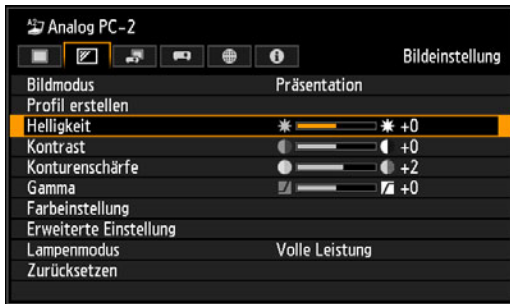 Analog PC-2
Bildeinstellung
Bildmodus Präsentation
Profil erstellen
Helligkeit +0
Kontrast +0
Konturenschärfe +2
Gamma +0
Farbeinstellung
Erweiterte Einstellung
Lampenmodus Volle Leistung
Zurücksetzen